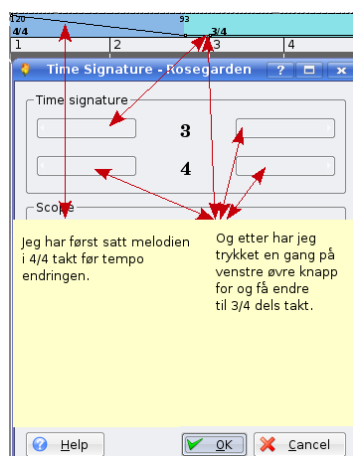 120
93
4/4
3/4
1
2
3
4
Time Signature - Rosegarden
Time signature
3
4
Scope
Jeg har først satt melodien
i 4/4 takt før tempo
endringen.
Og etter har jeg
trykket en gang på
venstre øvre knapp
for og få endre
til 3/4 dels takt.
Help
OK
Cancel